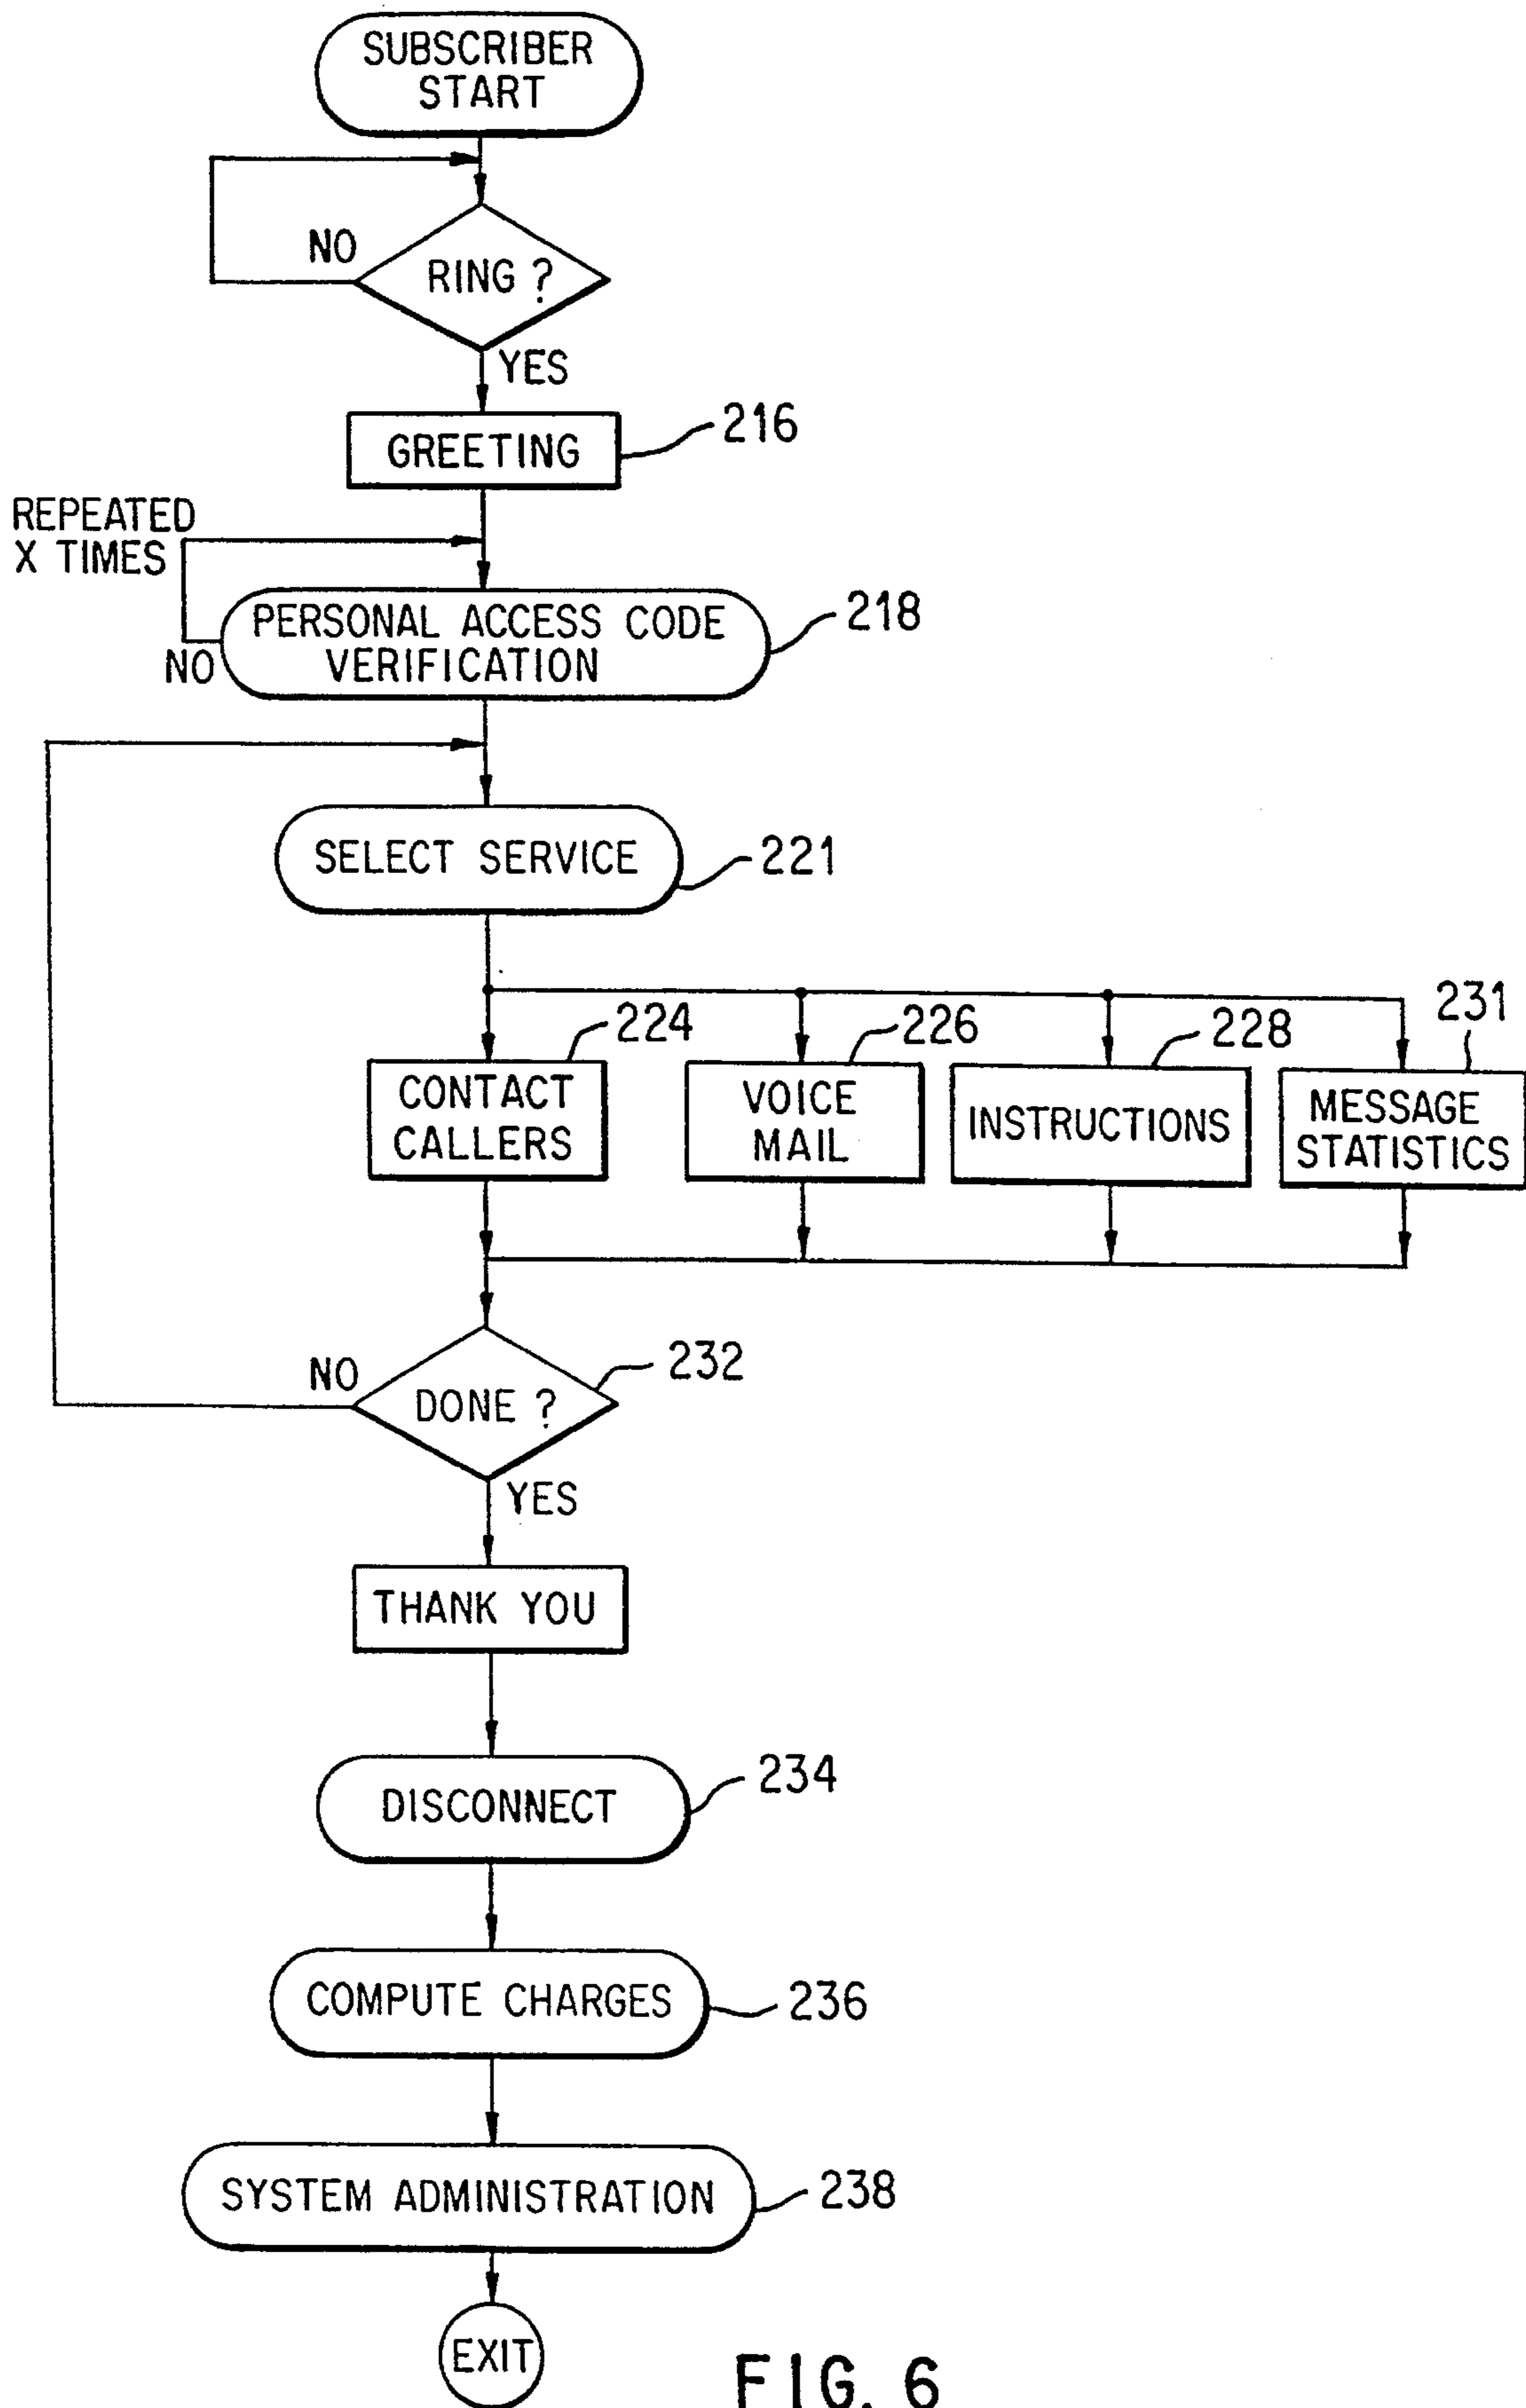 SUBSCRIBER
START
NO
RING ?
YES
GREETING
216
REPEATED
X TIMES
PERSONAL ACCESS CODE
VERIFICATION
218
NO
SELECT SERVICE
221
224
226
228
231
CONTACT
CALLERS
VOICE
MAIL
INSTRUCTIONS
MESSAGE
STATISTICS
NO
DONE ?
232
YES
THANK YOU
DISCONNECT
234
COMPUTE CHARGES
236
SYSTEM ADMINISTRATION
238
EXIT
FIG. 6